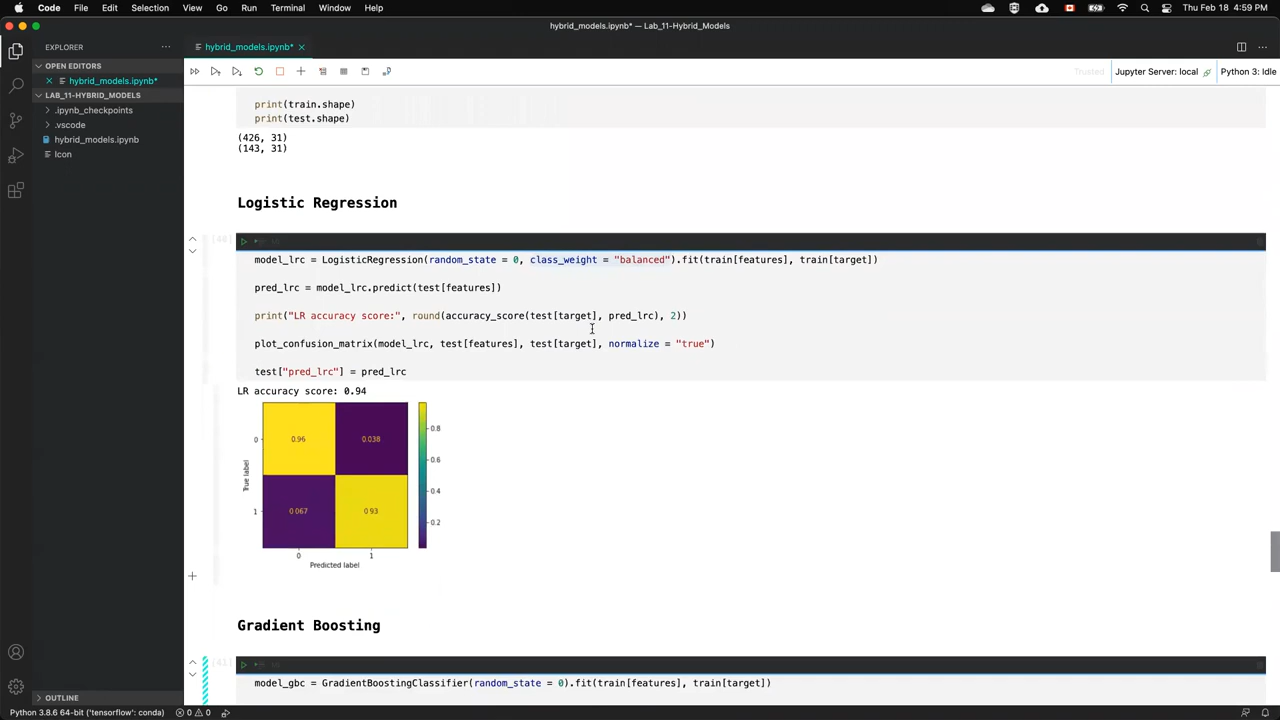 Code File Edit Selection View Go Run Terminal Window Help Thu Feb 18 4:59 PM
hybrid_models.ipynb* — Lab_11-Hybrid_Models
EXPLORER
hybrid_models.ipynb*
OPEN EDITORS
hybrid_models.ipynb*
LAB_11-HYBRID_MODELS
.ipynb_checkpoints
.vscode
hybrid_models.ipynb
Icon
OUTLINE
Trusted Jupyter Server: local Python 3: Idle
print(train.shape)
print(test.shape)
(426, 31)
(143, 31)
Logistic Regression
[40]
model_lrc = LogisticRegression(random_state = 0, class_weight = "balanced").fit(train[features], train[target])
pred_lrc = model_lrc.predict(test[features])
print("LR accuracy score:", round(accuracy_score(test[target], pred_lrc), 2))
plot_confusion_matrix(model_lrc, test[features], test[target], normalize = "true")
test["pred_lrc"] = pred_lrc
LR accuracy score: 0.94
0 0.96 0.038
1 0.067 0.93
True label
0 1
Predicted label
0.8
0.6
0.4
0.2
Gradient Boosting
[41]
model_gbc = GradientBoostingClassifier(random_state = 0).fit(train[features], train[target])
Python 3.8.6 64-bit ('tensorflow': conda) 0 0